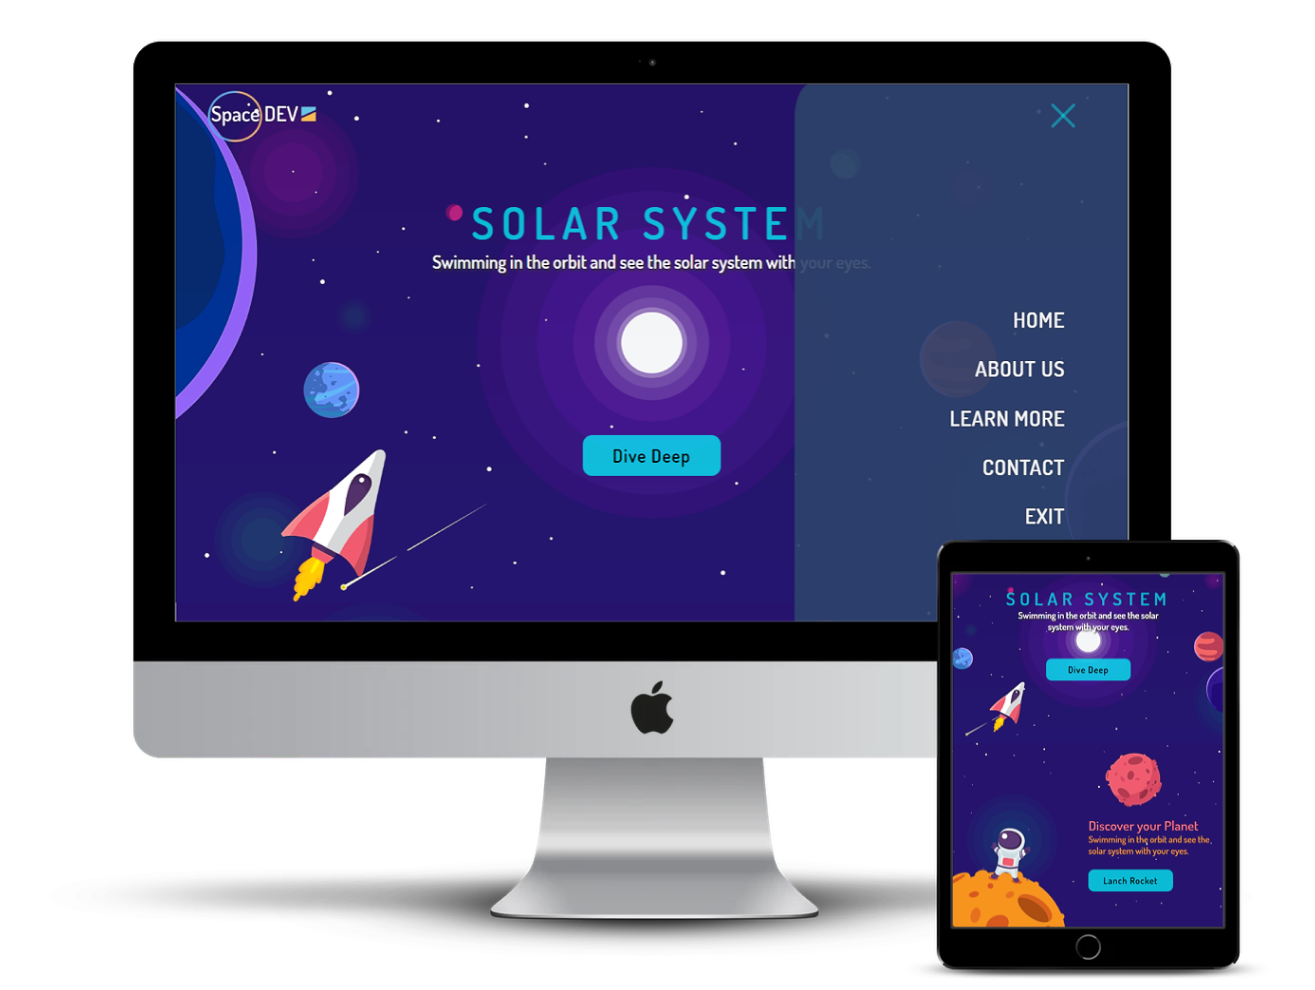 Space DEV
SOLAR SYSTEM
Swimming in the orbit and see the solar system with your eyes.
Dive Deep
HOME
ABOUT US
LEARN MORE
CONTACT
EXIT
SOLAR SYSTEM
Swimming in the orbit and see the solar
system with your eyes.
Dive Deep
Discover your Planet
Swimming in the orbit and see the
solar system with your eyes.
Lanch Rocket